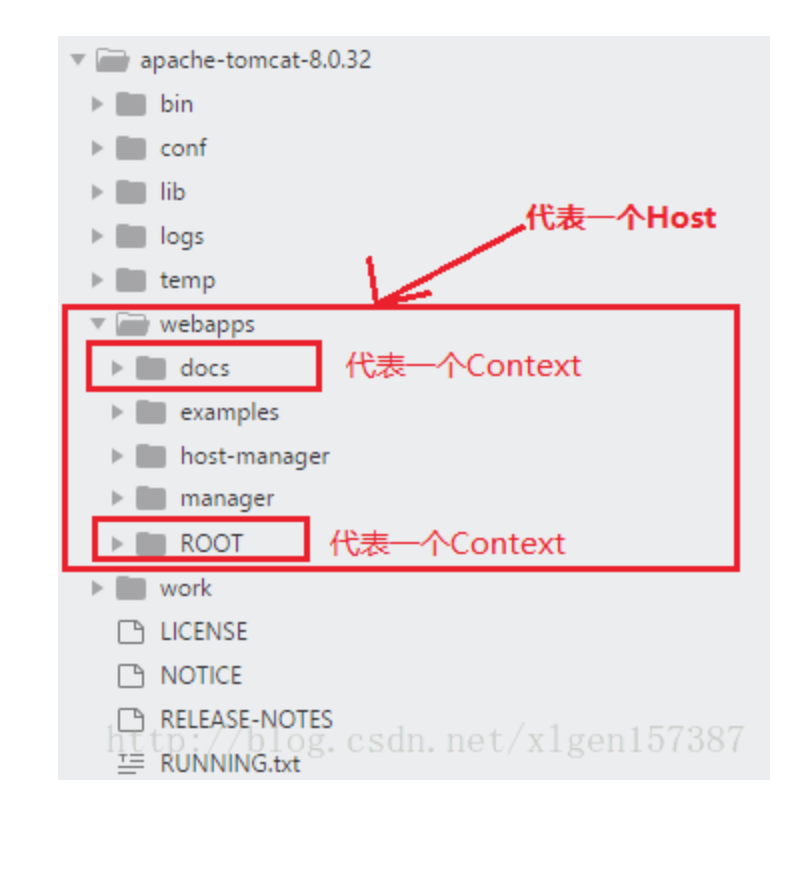 apache-tomcat-8.0.32
bin
conf
lib
代表一个Host
logs
temp
webapps
docs 代表一个Context
examples
host-manager
manager
ROOT 代表一个Context
work
LICENSE
NOTICE
RELEASE-NOTES
http://blog.csdn.net/xlgen157387
RUNNING.txt